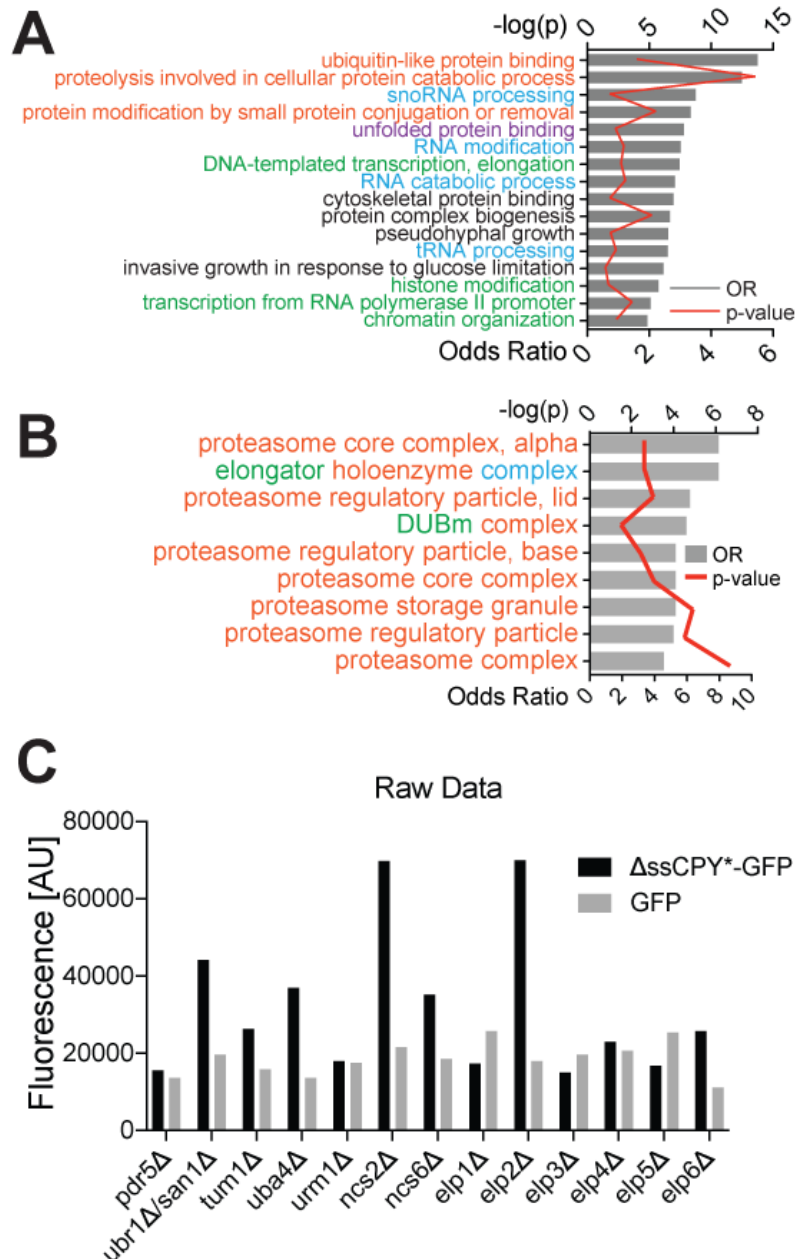 A
-log(p)
0 5 10 15
ubiquitin-like protein binding
proteolysis involved in cellular protein catabolic process
snoRNA processing
protein modification by small protein conjugation or removal
unfolded protein binding
RNA modification
DNA-templated transcription, elongation
RNA catabolic process
cytoskeletal protein binding
protein complex biogenesis
pseudohyphal growth
tRNA processing
invasive growth in response to glucose limitation
histone modification
transcription from RNA polymerase II promoter
chromatin organization
OR
p-value
Odds Ratio
0 2 4 6
B
-log(p)
0 2 4 6 8
proteasome core complex, alpha
elongator holoenzyme complex
proteasome regulatory particle, lid
DUBm complex
proteasome regulatory particle, base
proteasome core complex
proteasome storage granule
proteasome regulatory particle
proteasome complex
OR
p-value
Odds Ratio
0 2 4 6 8 10
C
Raw Data
Fluorescence [AU]
80000
60000
40000
20000
0
ΔssCPY*-GFP
GFP
pdr5Δ
ubr1Δ/san1Δ
tum1Δ
uba4Δ
urm1Δ
ncs2Δ
ncs6Δ
elp1Δ
elp2Δ
elp3Δ
elp4Δ
elp5Δ
elp6Δ